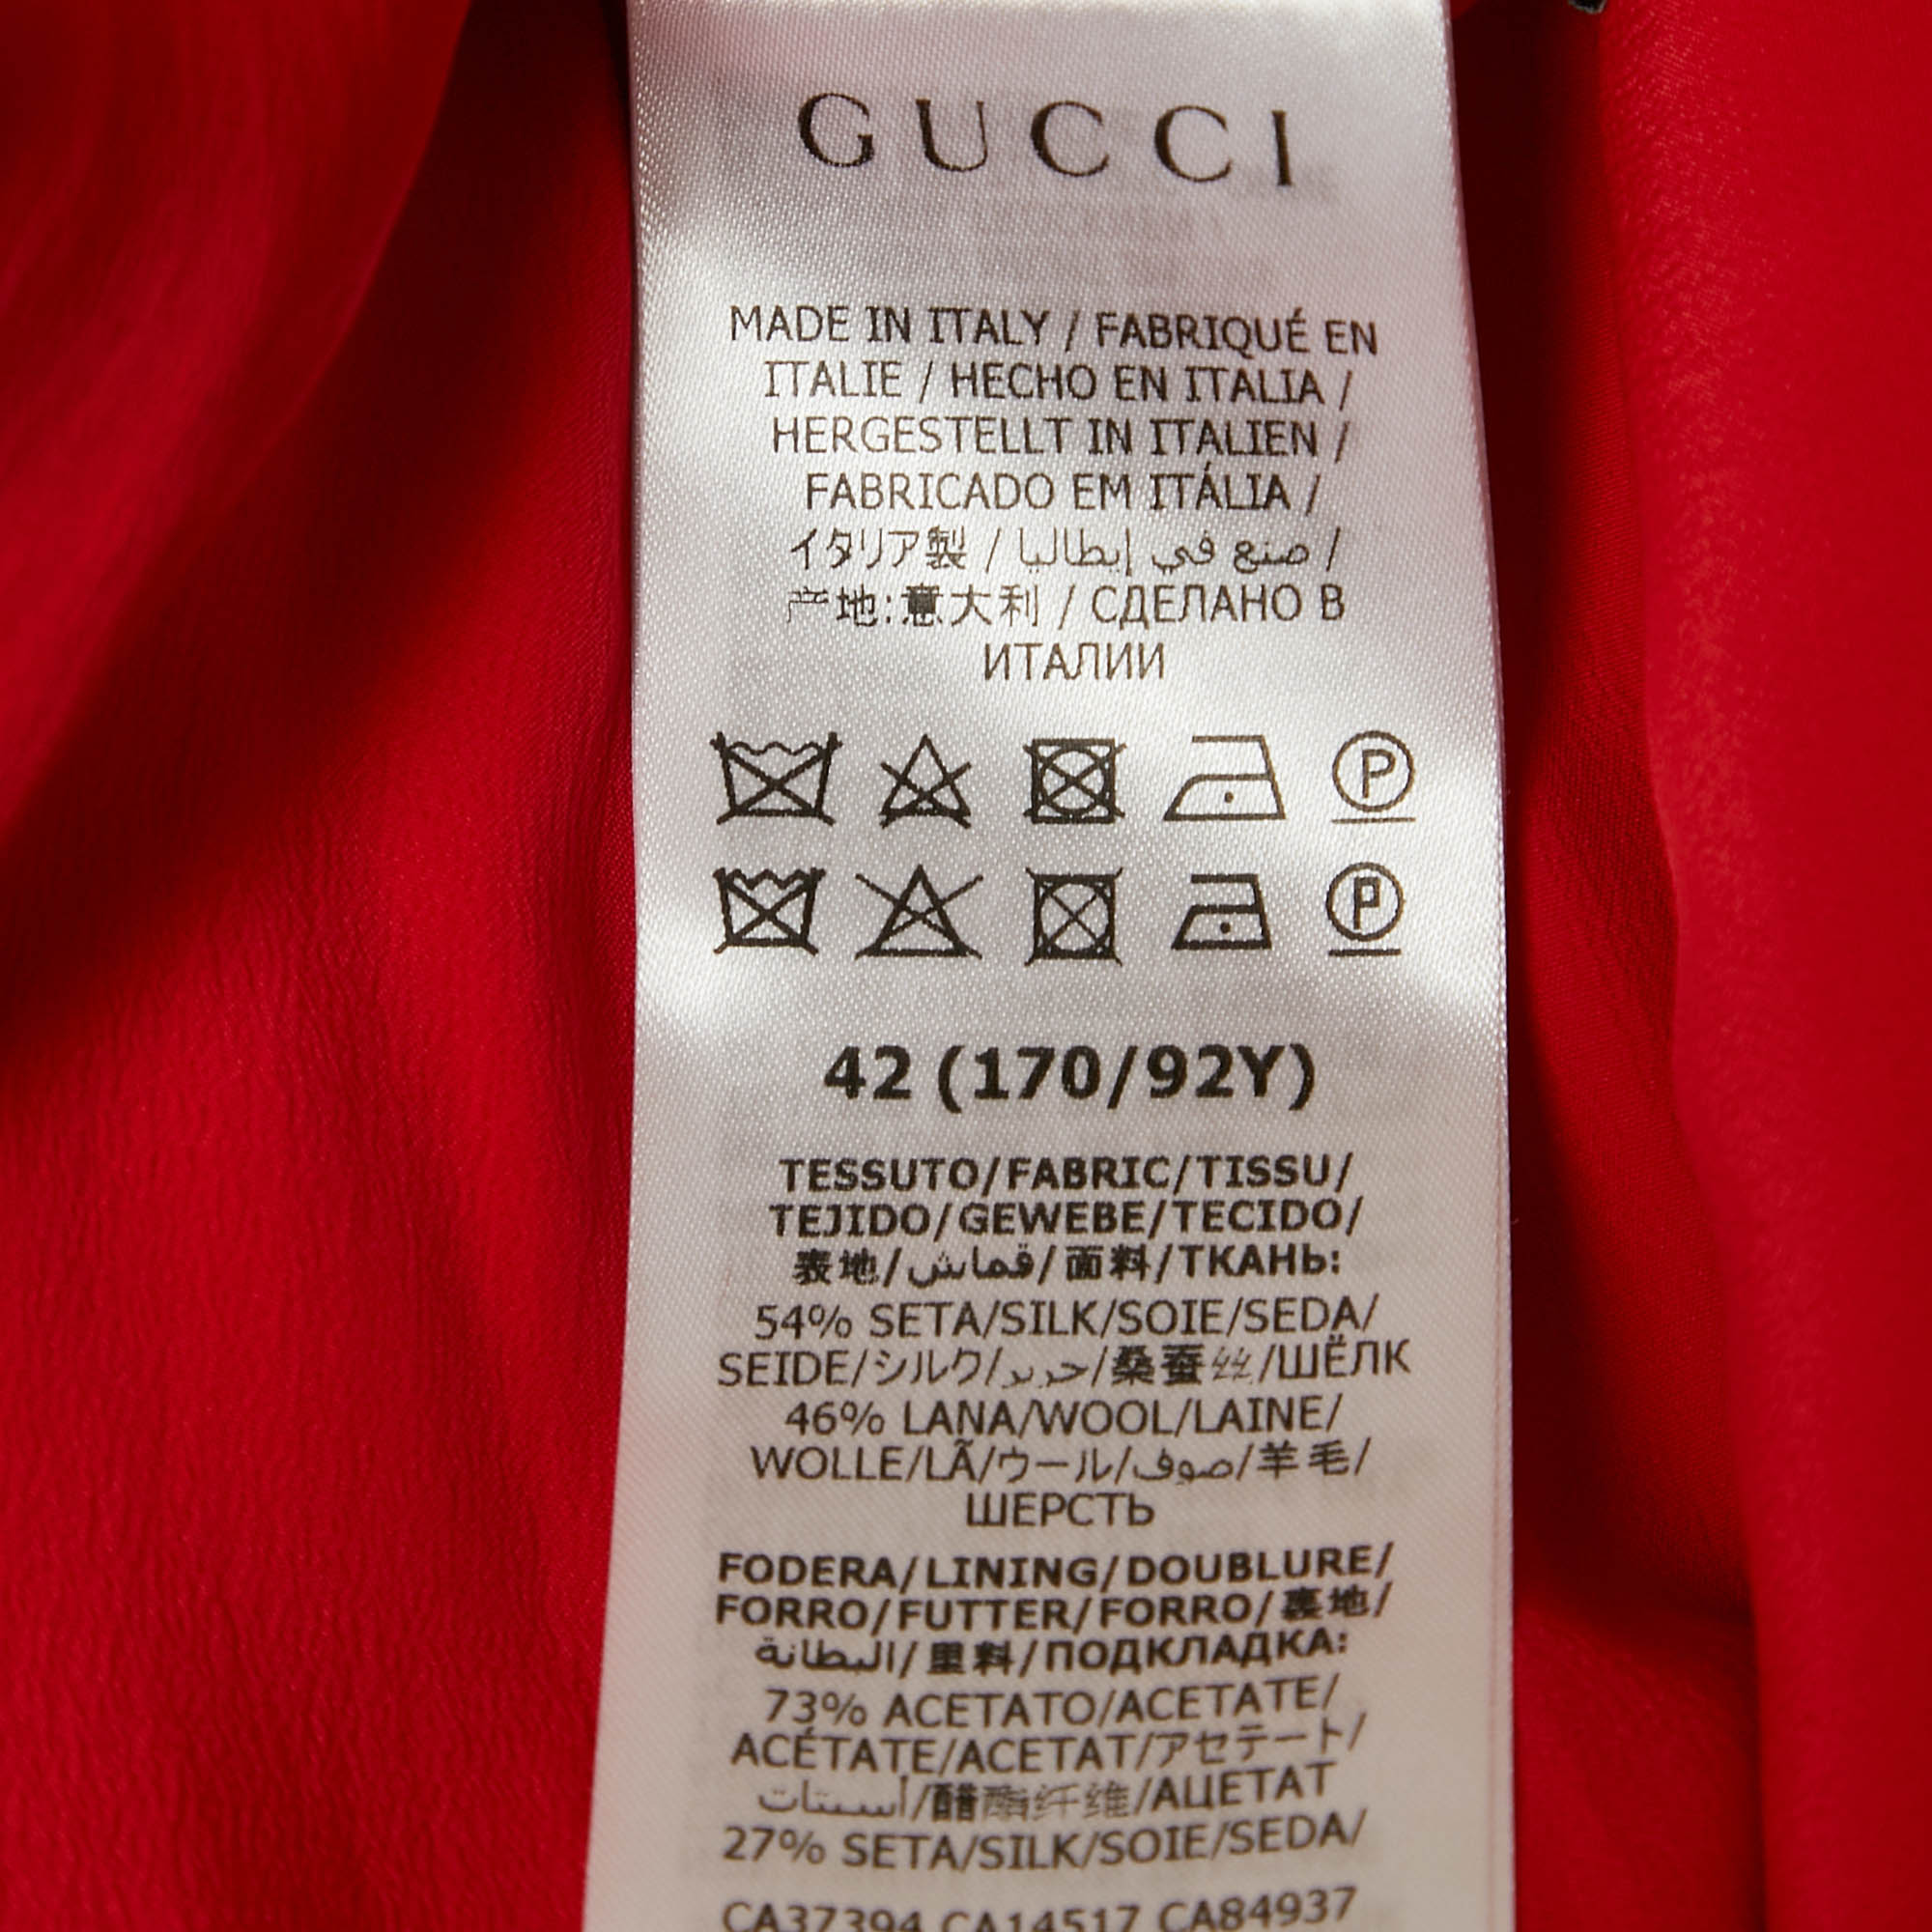 GUCCI
MADE IN ITALY / FABRIQUÉ EN
ITALIE / HECHO EN ITALIA /
HERGESTELLT IN ITALIEN /
FABRICADO EM ITÁLIA /
イタリア製 / صنع في إيطاليا /
产地:意大利 / СДЕЛАНО В
ИТАЛИИ
P
P
42 (170/92Y)
TESSUTO/FABRIC/TISSU/
TEJIDO/GEWEBE/TECIDO/
表地/قماش/面料/ТКАНЬ:
54% SETA/SILK/SOIE/SEDA/
SEIDE/シルク/حرير/桑蚕丝/ШЁЛК
46% LANA/WOOL/LAINE/
WOLLE/LÃ/ウール/صوف/羊毛/
ШЕРСТЬ
FODERA/LINING/DOUBLURE/
FORRO/FUTTER/FORRO/裏地/
البطانة/里料/ПОДКЛАДКА:
73% ACETATO/ACETATE/
ACÉTATE/ACETAT/アセテート/
أسيتات/醋酯纤维/АЦЕТАТ
27% SETA/SILK/SOIE/SEDA/
CA37394 CA14517 CA84937